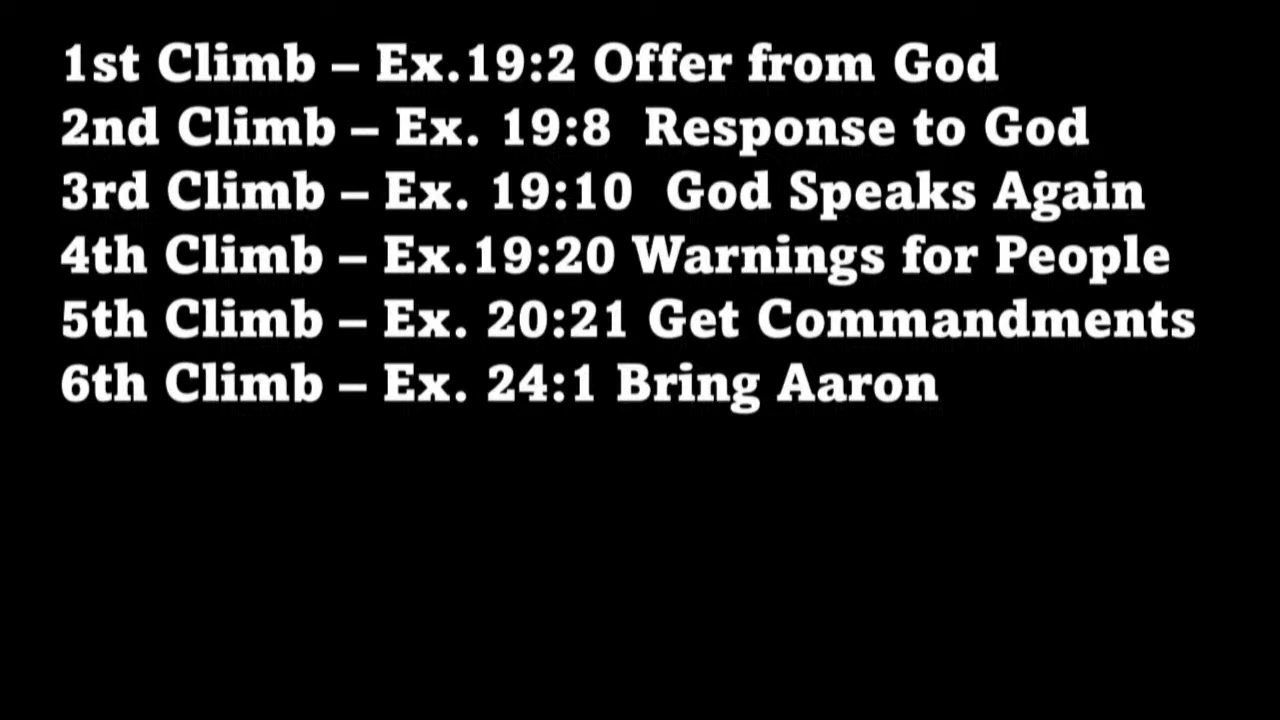 1st Climb – Ex.19:2 Offer from God
2nd Climb – Ex. 19:8  Response to God
3rd Climb – Ex. 19:10  God Speaks Again
4th Climb – Ex.19:20 Warnings for People
5th Climb – Ex. 20:21 Get Commandments
6th Climb – Ex. 24:1 Bring Aaron